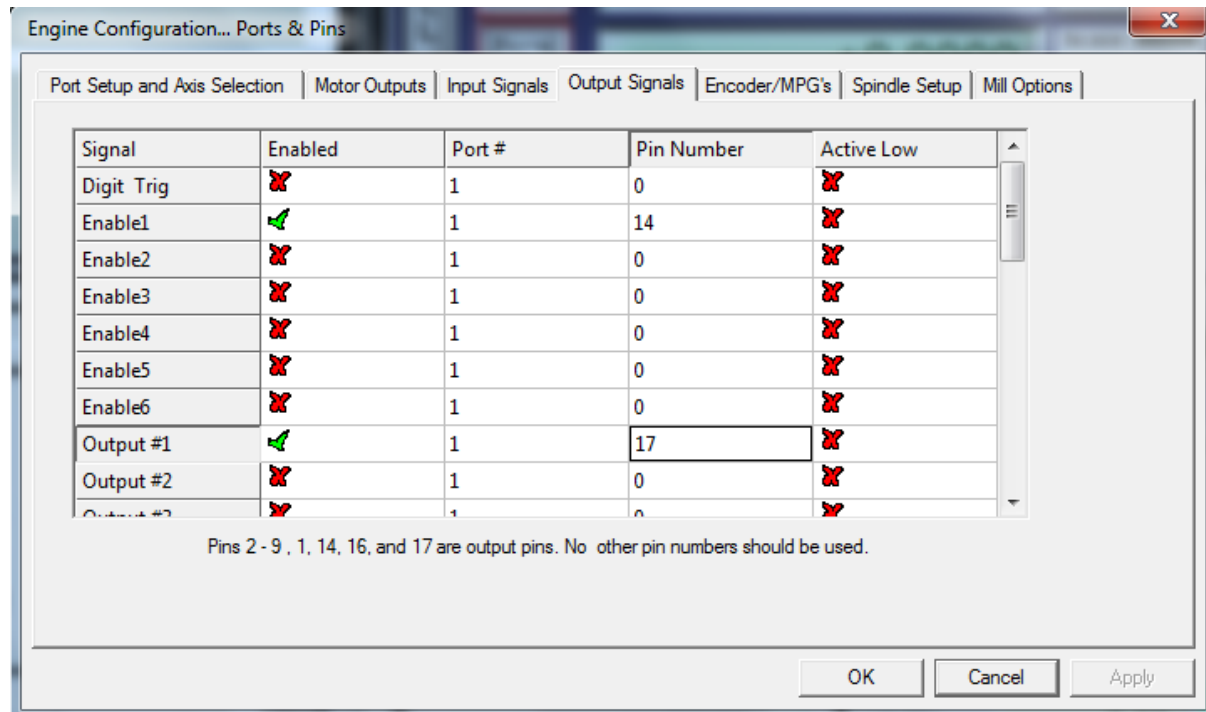 Engine Configuration... Ports & Pins
Port Setup and Axis Selection Motor Outputs Input Signals Output Signals Encoder/MPG's Spindle Setup Mill Options
Signal Enabled Port # Pin Number Active Low
Digit Trig 1 0
Enable1 1 14
Enable2 1 0
Enable3 1 0
Enable4 1 0
Enable5 1 0
Enable6 1 0
Output #1 1 17
Output #2 1 0
Pins 2 - 9 , 1, 14, 16, and 17 are output pins. No other pin numbers should be used.
OK Cancel Apply